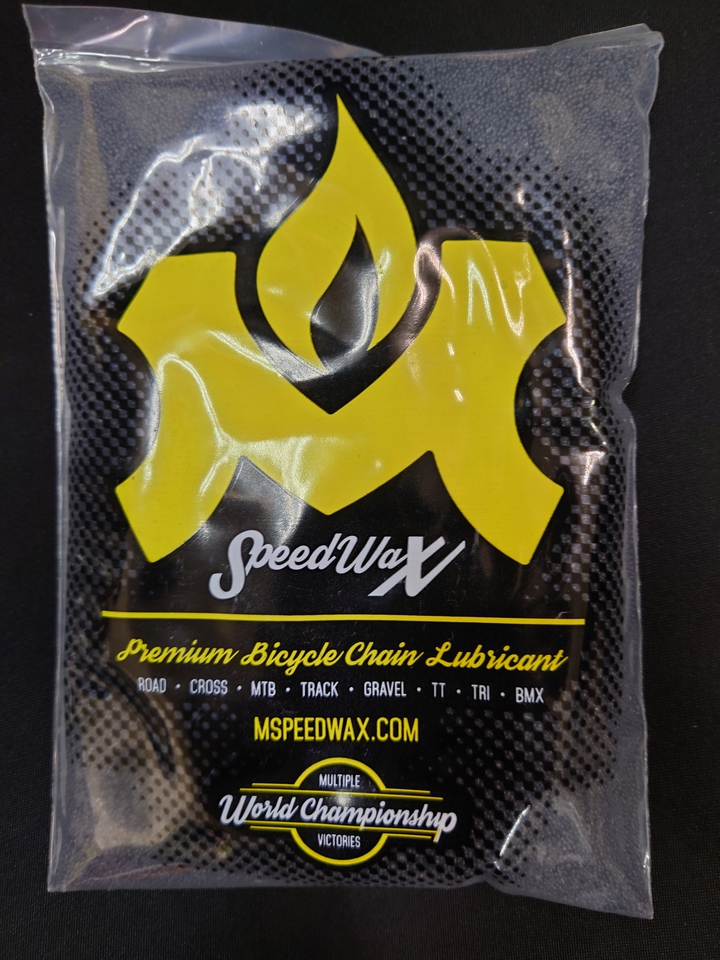 SpeedWax
Premium Bicycle Chain Lubricant
ROAD • CROSS • MTB • TRACK • GRAVEL • TT • TRI • BMX
MSPEEDWAX.COM
MULTIPLE
World Championship
VICTORIES